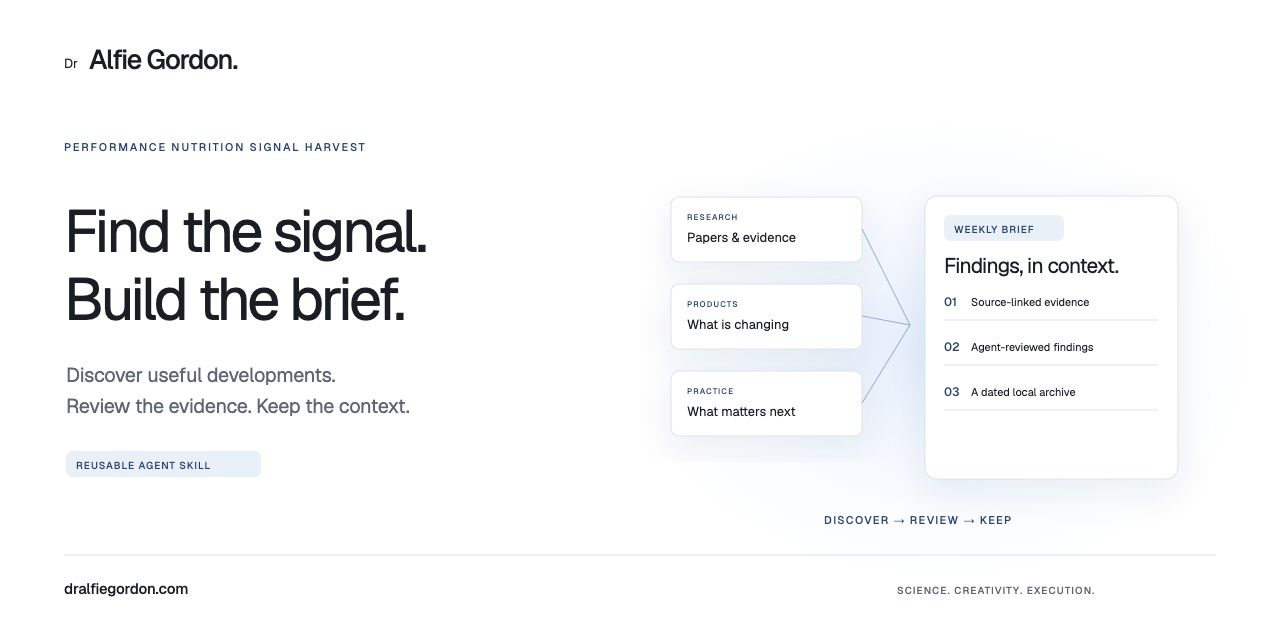 Dr Alfie Gordon.
PERFORMANCE NUTRITION SIGNAL HARVEST
Find the signal.
Build the brief.
Discover useful developments.
Review the evidence. Keep the context.
REUSABLE AGENT SKILL
RESEARCH
Papers & evidence
PRODUCTS
What is changing
PRACTICE
What matters next
WEEKLY BRIEF
Findings, in context.
01 Source-linked evidence
02 Agent-reviewed findings
03 A dated local archive
DISCOVER → REVIEW → KEEP
dralfiegordon.com
SCIENCE. CREATIVITY. EXECUTION.